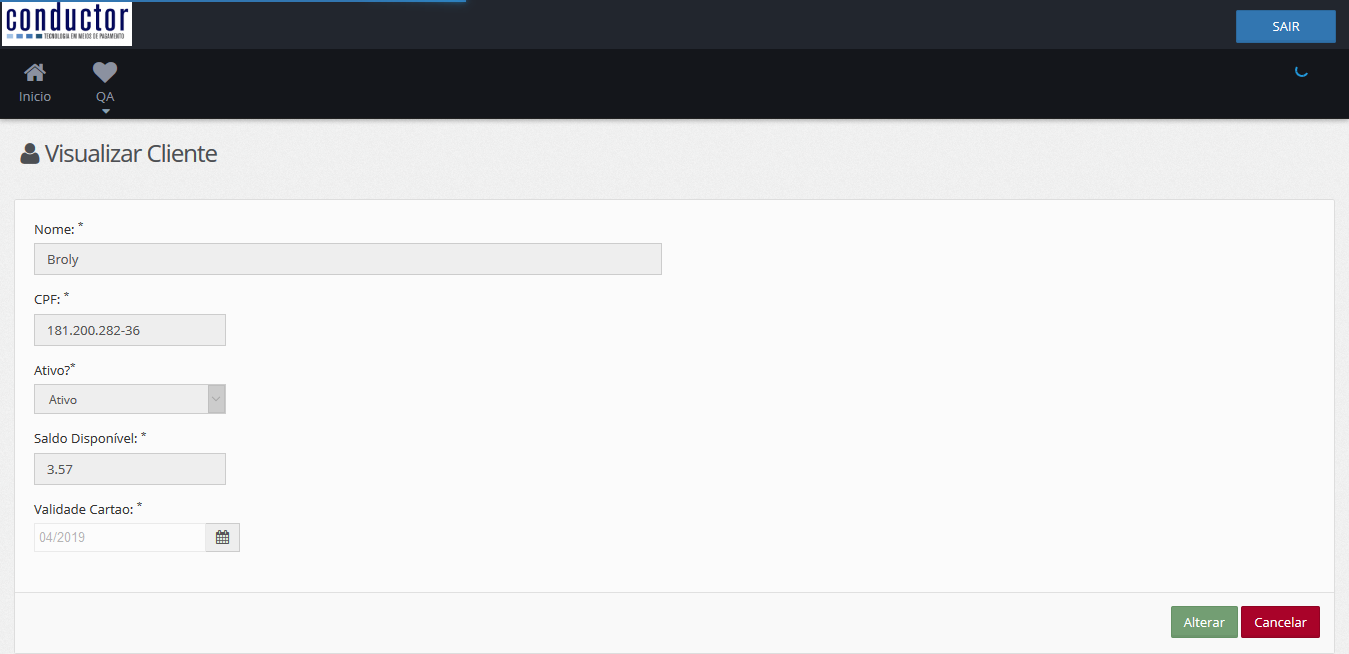 conductor
TECNOLOGIA EM MEIOS DE PAGAMENTO
SAIR
Inicio
QA
Visualizar Cliente
Nome: *
Broly
CPF: *
181.200.282-36
Ativo?*
Ativo
Saldo Disponível: *
3.57
Validade Cartao: *
04/2019
Alterar
Cancelar